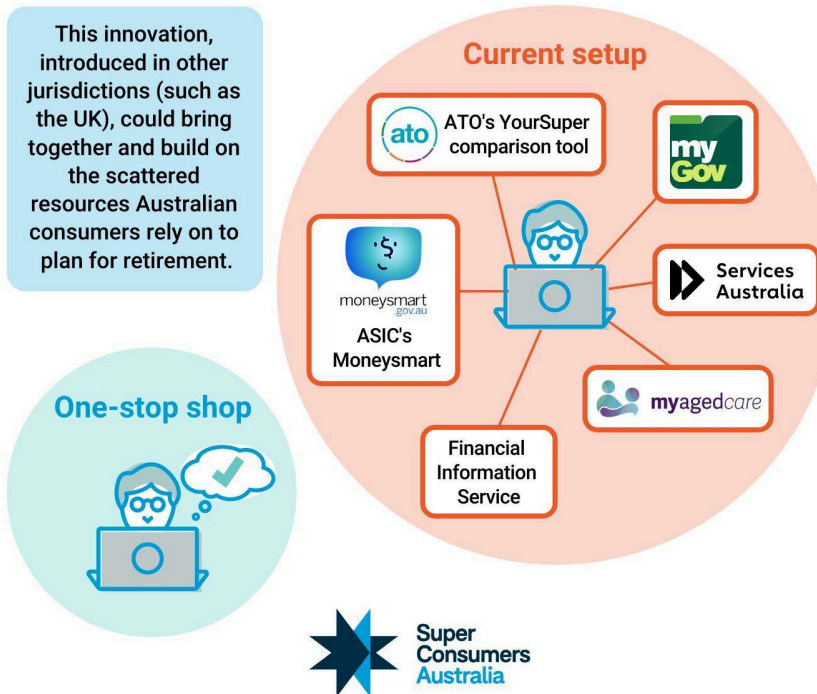 This innovation,
introduced in other
jurisdictions (such as
the UK), could bring
together and build on
the scattered
resources Australian
consumers rely on to
plan for retirement.
Current setup
ato
ATO's YourSuper
comparison tool
my
Gov
moneysmart
.gov.au
ASIC's
Moneysmart
Services
Australia
myagedcare
Financial
Information
Service
One-stop shop
Super
Consumers
Australia